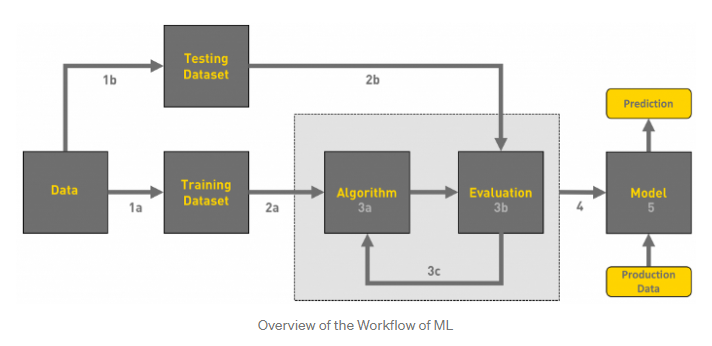 Testing
Dataset
1b
2b
Prediction
Data
1a
Training
Dataset
2a
Algorithm
3a
Evaluation
3b
4
Model
5
3c
Production
Data
Overview of the Workflow of ML